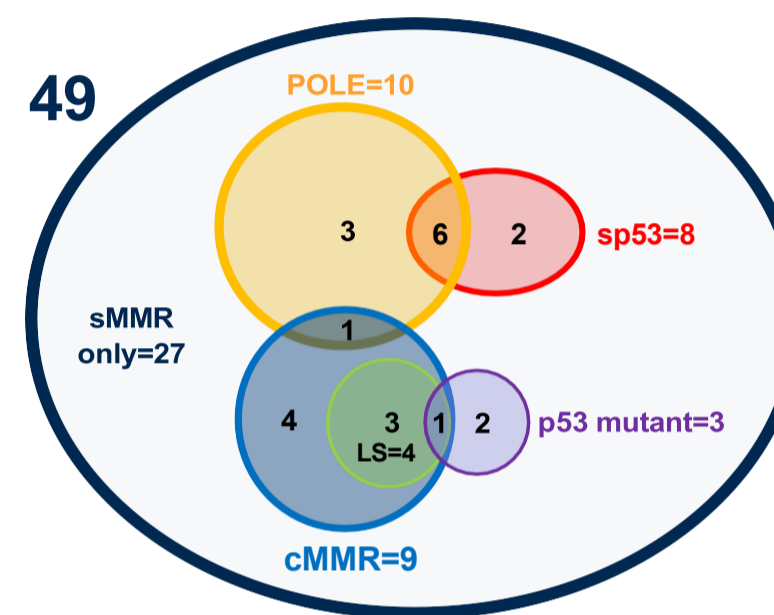 POLE=10
49
3
6
2
sp53=8
sMMR
only=27
1
4
3
1
2
p53 mutant=3
LS=4
cMMR=9